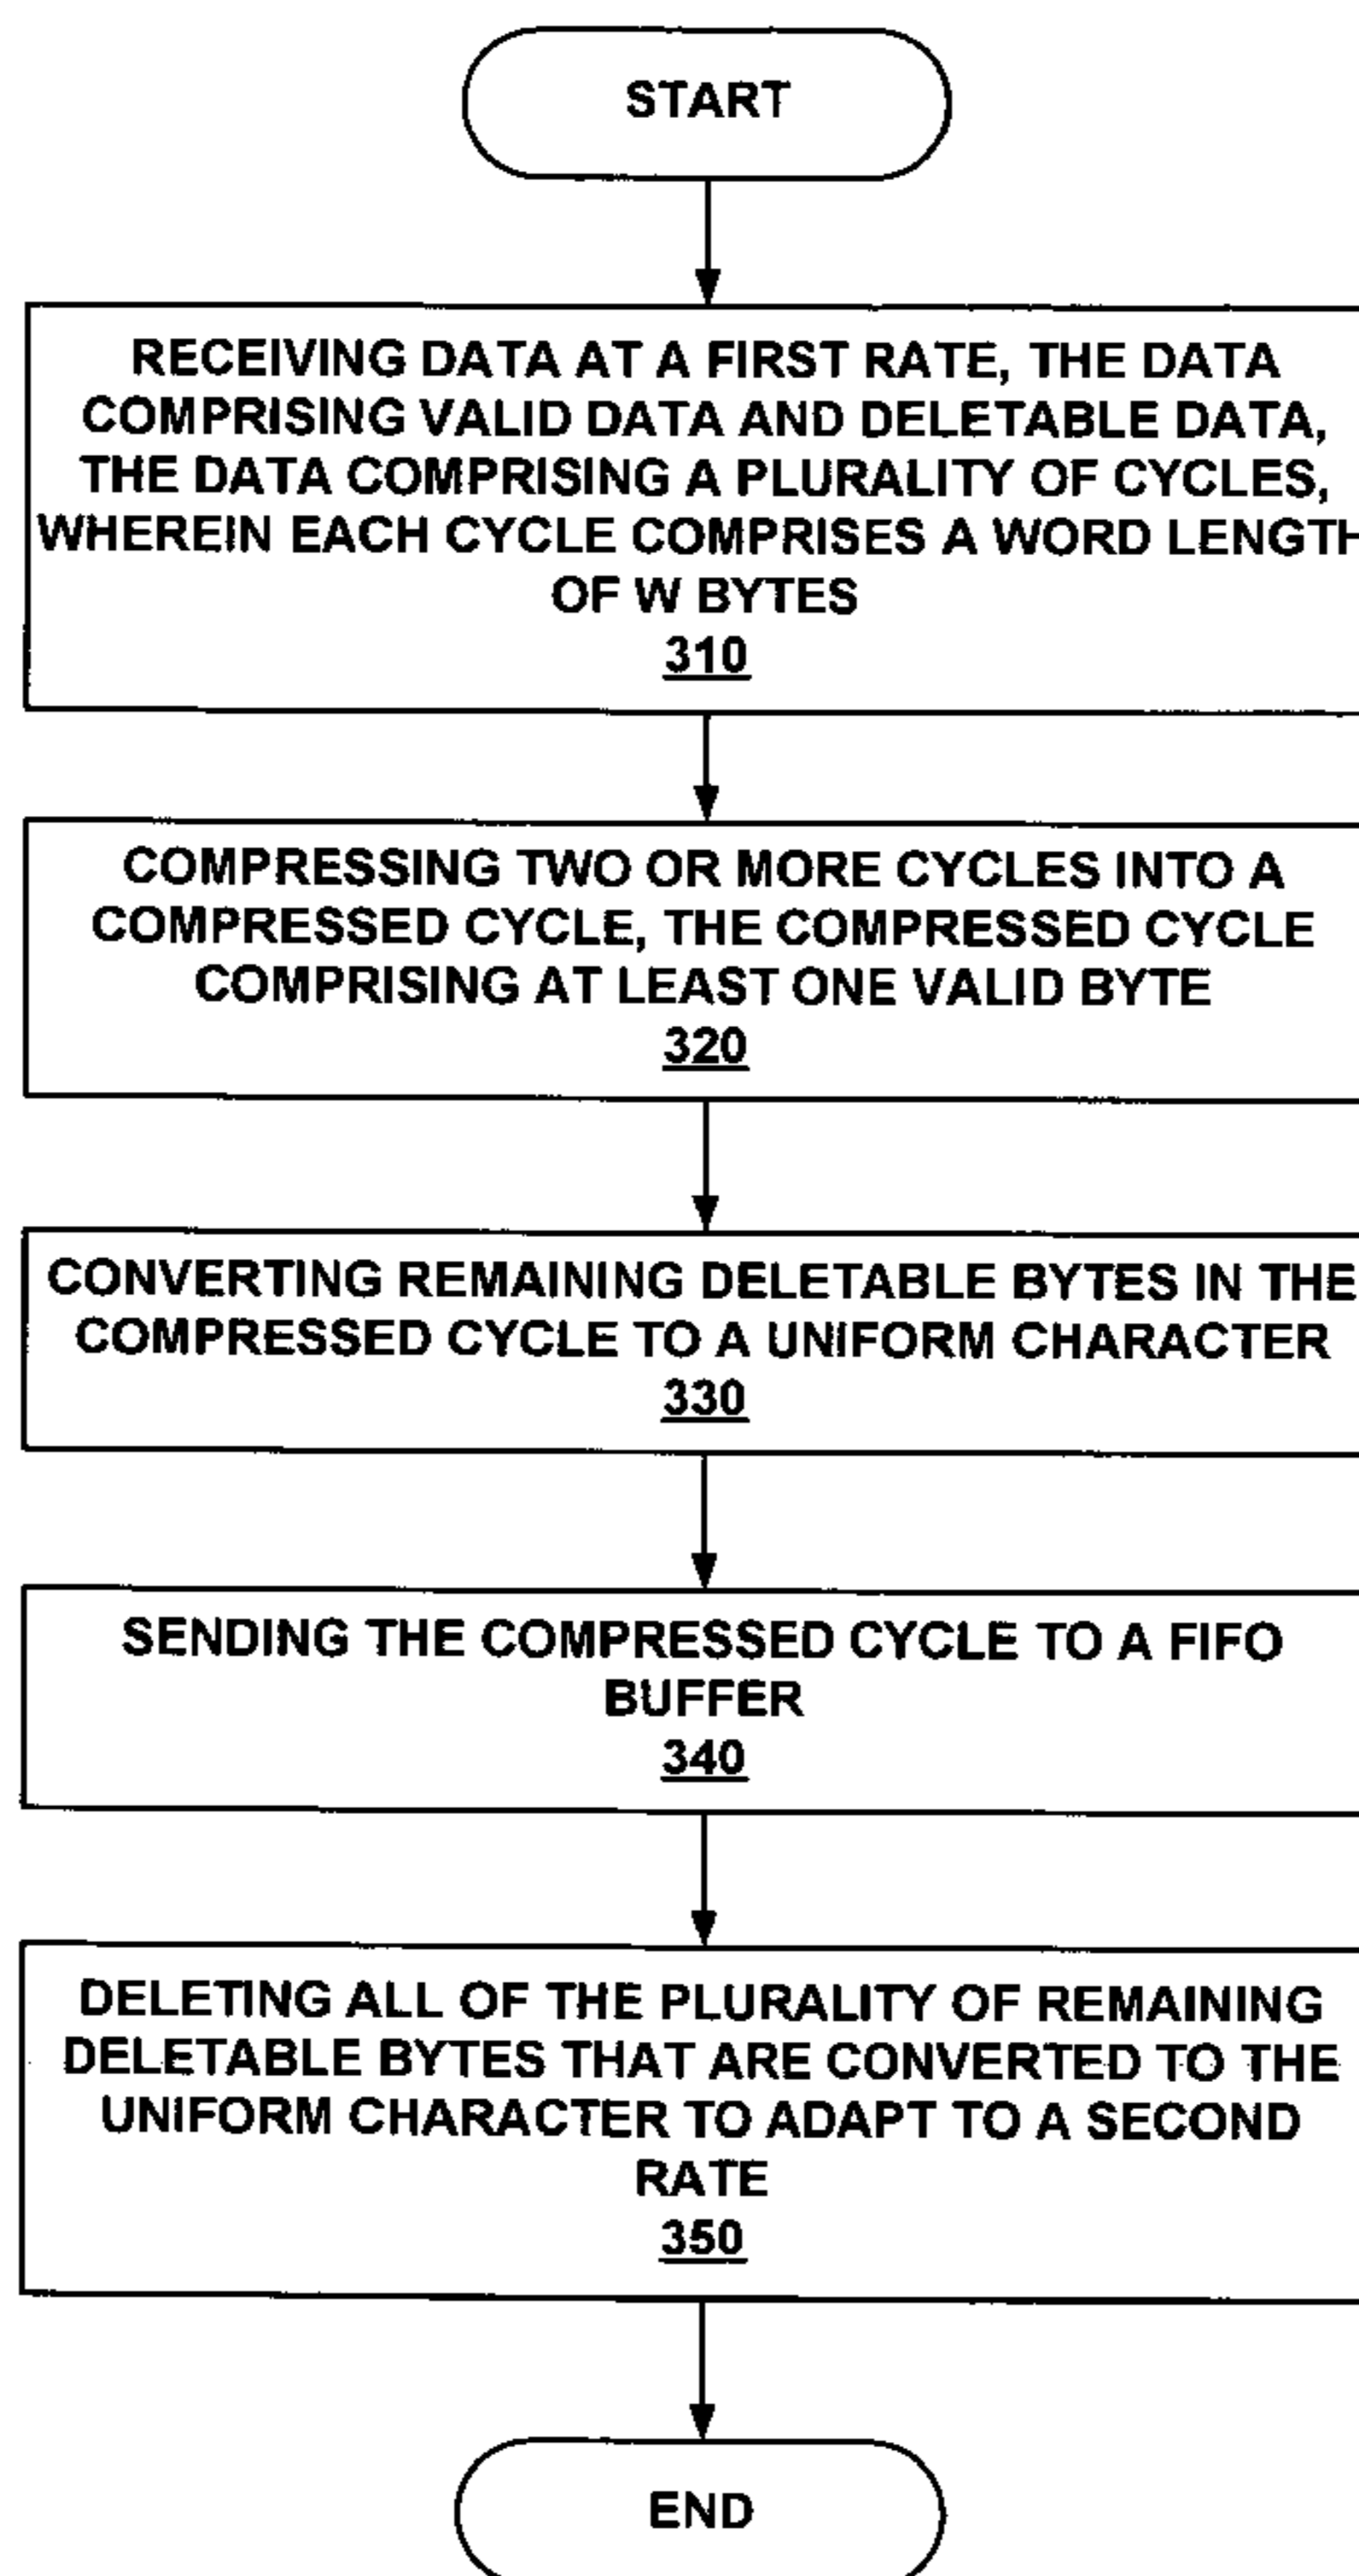 START
RECEIVING DATA AT A FIRST RATE, THE DATA
COMPRISING VALID DATA AND DELETABLE DATA,
THE DATA COMPRISING A PLURALITY OF CYCLES,
WHEREIN EACH CYCLE COMPRISES A WORD LENGTH
OF W BYTES
310
COMPRESSING TWO OR MORE CYCLES INTO A
COMPRESSED CYCLE, THE COMPRESSED CYCLE
COMPRISING AT LEAST ONE VALID BYTE
320
CONVERTING REMAINING DELETABLE BYTES IN THE
COMPRESSED CYCLE TO A UNIFORM CHARACTER
330
SENDING THE COMPRESSED CYCLE TO A FIFO
BUFFER
340
DELETING ALL OF THE PLURALITY OF REMAINING
DELETABLE BYTES THAT ARE CONVERTED TO THE
UNIFORM CHARACTER TO ADAPT TO A SECOND
RATE
350
END